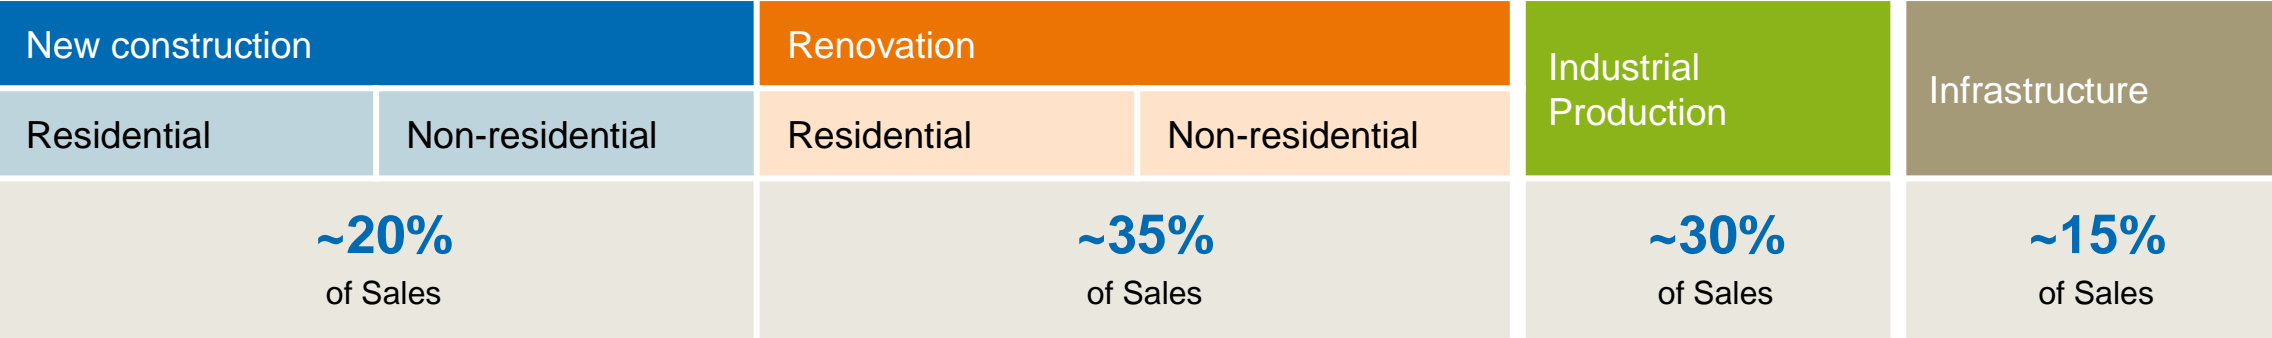 New construction
Renovation
Industrial
Production
Infrastructure
Residential
Non-residential
Residential
Non-residential
~20%
of Sales
~35%
of Sales
~30%
of Sales
~15%
of Sales